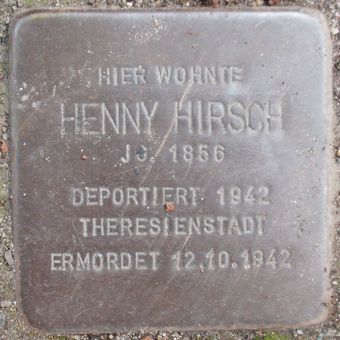 HIER WOHNTE
HENNY HIRSCH
JG. 1856
DEPORTIERT 1942
THERESIENSTADT
ERMORDET 12.10.1942